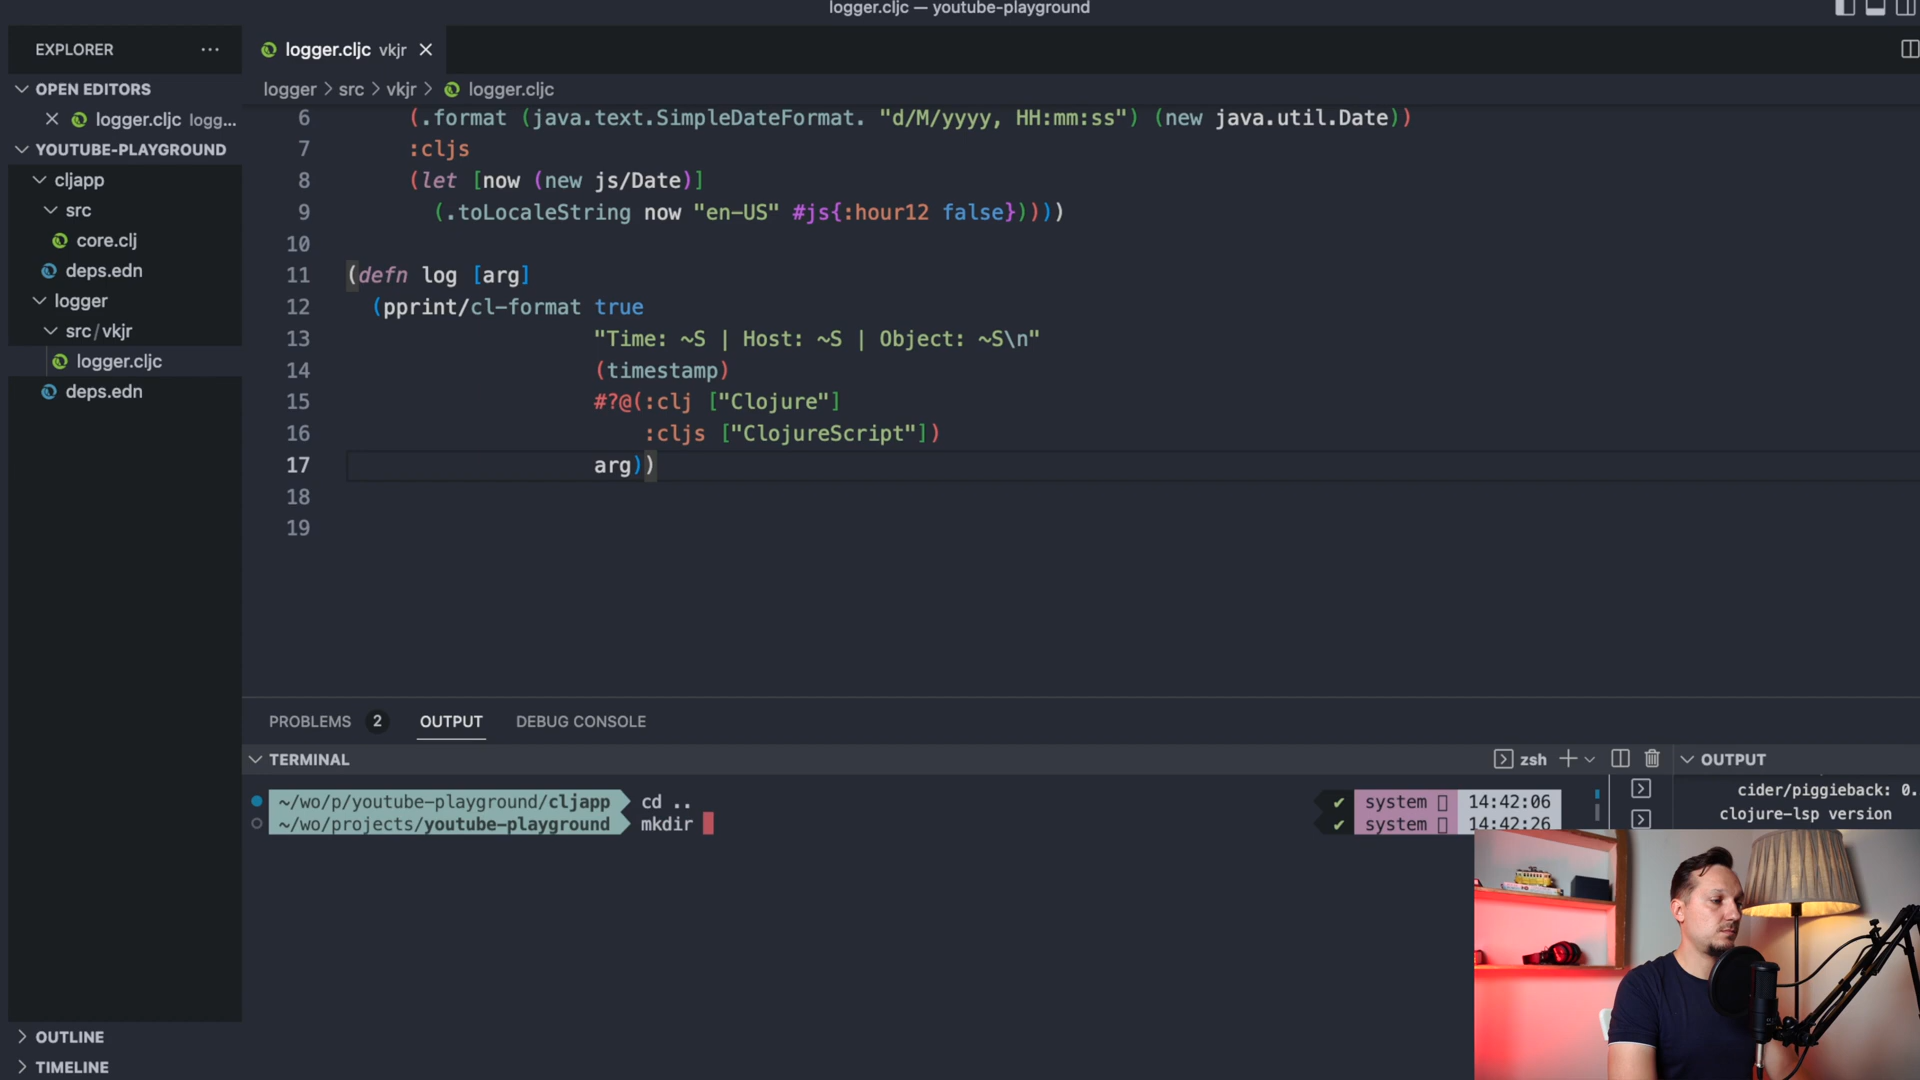 logger.cljc — youtube-playground
EXPLORER
logger.cljc vkjr
OPEN EDITORS
logger > src > vkjr > logger.cljc
logger.cljc logg...
YOUTUBE-PLAYGROUND
cljapp
src
core.clj
deps.edn
logger
src/vkjr
logger.cljc
deps.edn
6 (.format (java.text.SimpleDateFormat. "d/M/yyyy, HH:mm:ss") (new java.util.Date))
7 :cljs
8 (let [now (new js/Date)]
9 (.toLocaleString now "en-US" #js{:hour12 false}))))
10
11 (defn log [arg]
12 (pprint/cl-format true
13 "Time: ~S | Host: ~S | Object: ~S\n"
14 (timestamp)
15 #?@(:clj ["Clojure"]
16 :cljs ["ClojureScript"])
17 arg))
18
19
PROBLEMS 2 OUTPUT DEBUG CONSOLE
TERMINAL
zsh
OUTPUT
~/wo/p/youtube-playground/cljapp cd ..
system 14:42:06
~/wo/projects/youtube-playground mkdir
system 14:42:26
cider/piggieback: 0.
clojure-lsp version
OUTLINE
TIMELINE